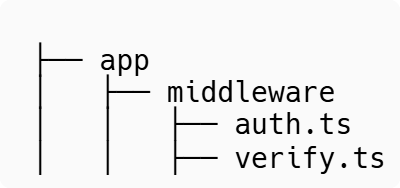 ├── app
│   ├── middleware
│   │   ├── auth.ts
│   │   ├── verify.ts